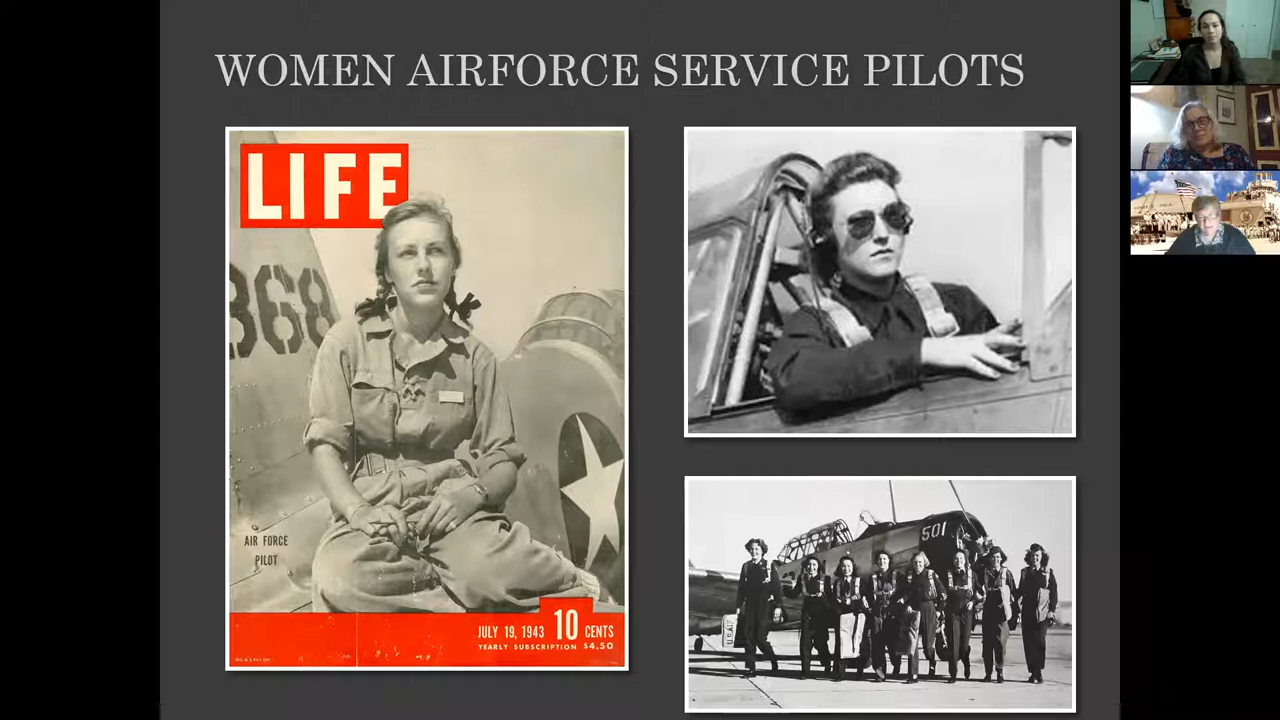 WOMEN AIRFORCE SERVICE PILOTS
LIFE
368
AIR FORCE
PILOT
JULY 19, 1943 10 CENTS
YEARLY SUBSCRIPTION $4.50
501